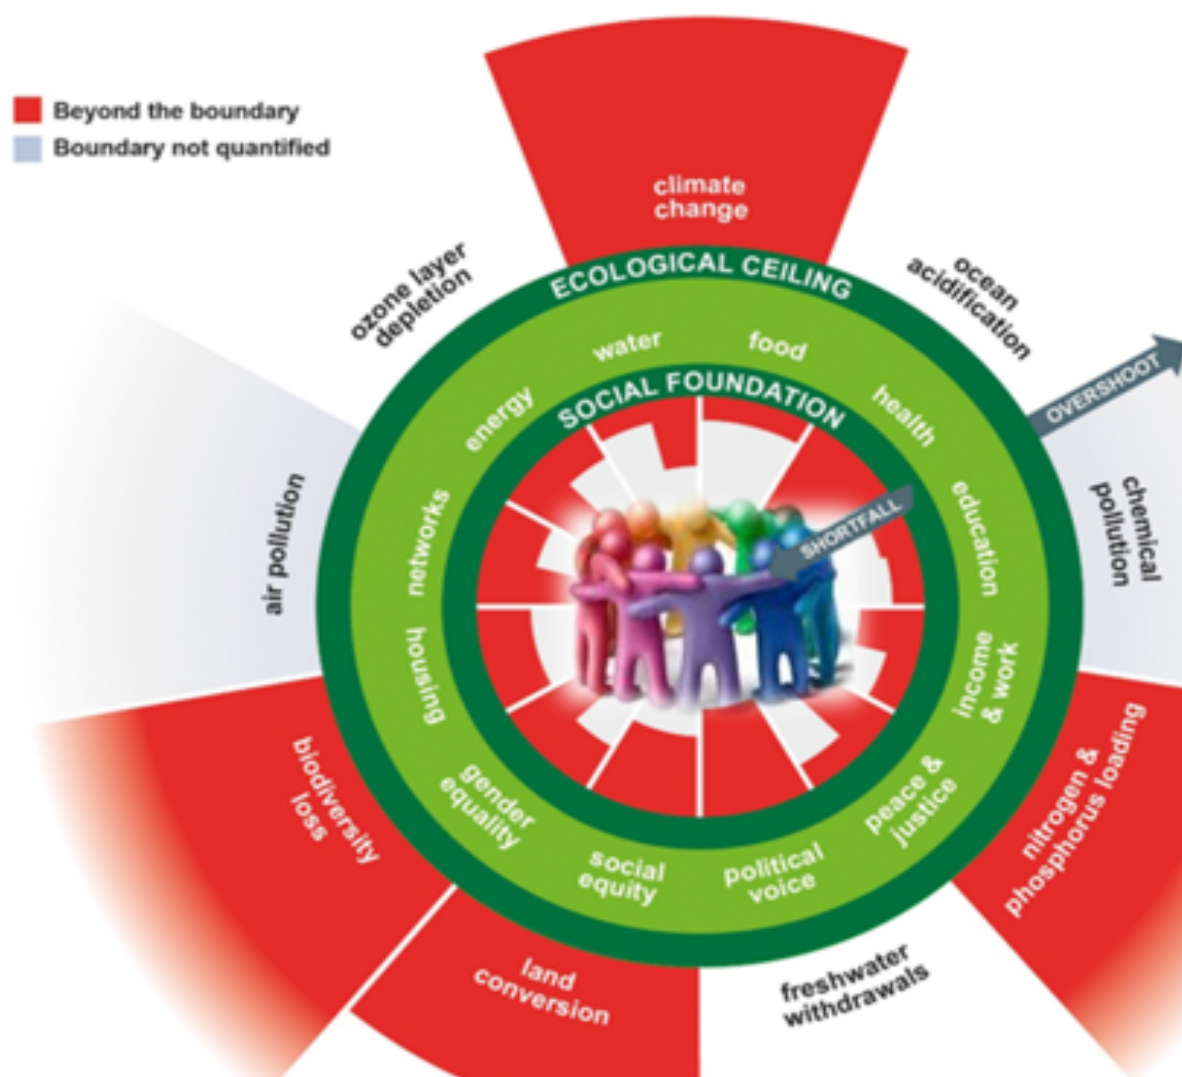 Beyond the boundary
Boundary not quantified
climate
change
ozone layer
depletion
ocean
acidification
ECOLOGICAL CEILING
OVERSHOOT
water
food
energy
health
SOCIAL FOUNDATION
SHORTFALL
air pollution
networks
education
chemical
pollution
housing
income
& work
biodiversity
loss
gender
equality
social
equity
political
voice
peace &
justice
nitrogen &
phosphorus loading
land
conversion
freshwater
withdrawals